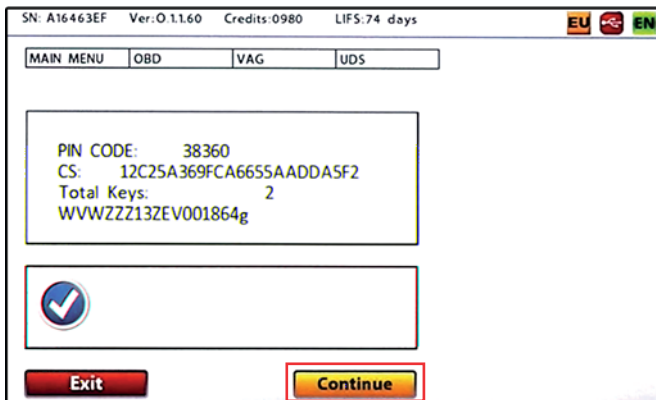 SN: A16463EF Ver:0.1.1.60 Credits:0980 LIFS:74 days EU EN
MAIN MENU OBD VAG UDS
PIN CODE: 38360
CS: 12C25A369FCA6655AADDA5F2
Total Keys: 2
WVWZZZ13ZEV001864g
Exit Continue